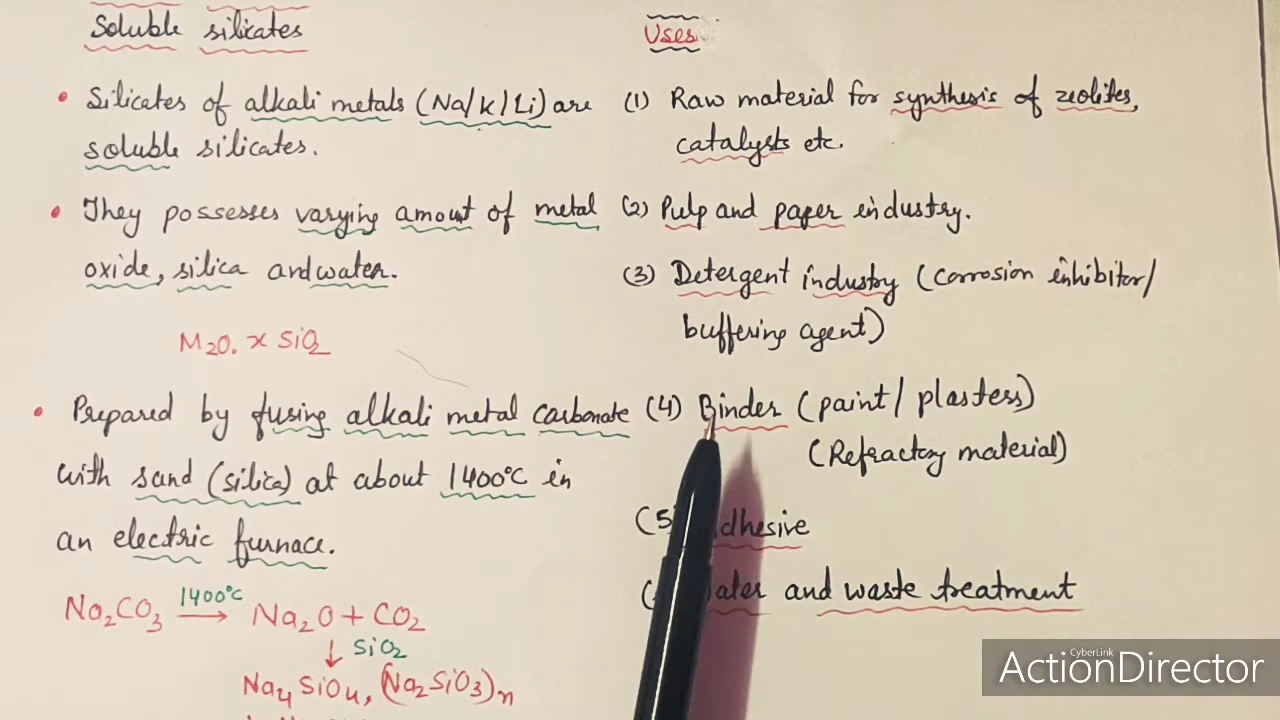 Soluble silicates
• Silicates of alkali metals (Na/K/Li) are
soluble silicates.
• They possesses varying amount of metal
oxide, silica and water.
M2O. x SiO2
• Prepared by fusing alkali metal carbonate
with sand (silica) at about 1400°C in
an electric furnace.
Na2CO3 1400°C → Na2O + CO2
↓ SiO2
Na4SiO4, (Na2SiO3)n
Uses
(1) Raw material for synthesis of zeolites,
catalysts etc.
(2) Pulp and paper industry.
(3) Detergent industry (corrosion inhibitor/
buffering agent)
(4) Binder (paint/plasters)
(Refractory material)
(5) dhesive
( ater and waste treatment
CyberLink
ActionDirector